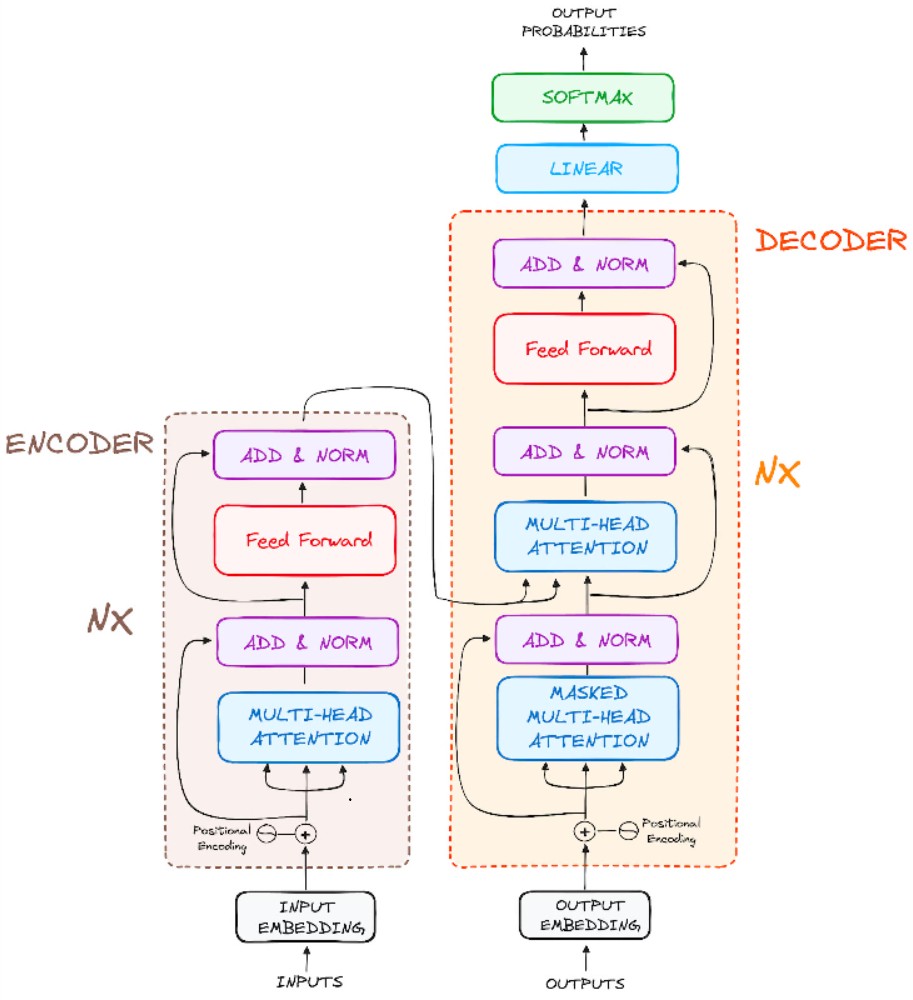 OUTPUT
PROBABILITIES
SOFTMAX
LINEAR
DECODER
ADD & NORM
Feed Forward
ADD & NORM
NX
MULTI-HEAD
ATTENTION
ADD & NORM
MASKED
MULTI-HEAD
ATTENTION
Positional
Encoding
OUTPUT
EMBEDDING
OUTPUTS
ENCODER
ADD & NORM
Feed Forward
NX
ADD & NORM
MULTI-HEAD
ATTENTION
Positional
Encoding
INPUT
EMBEDDING
INPUTS